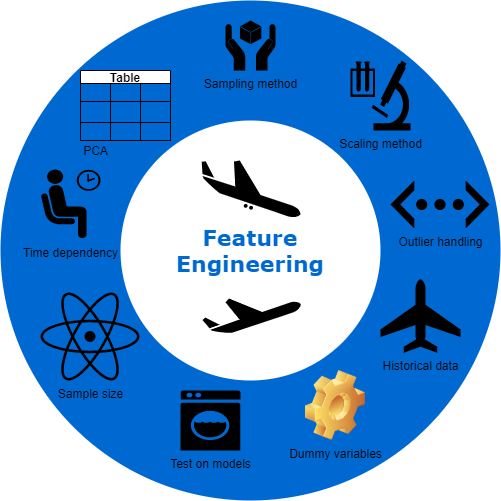 Sampling method
Table
PCA
Scaling method
Time dependency
Feature
Engineering
Outlier handling
Sample size
Historical data
Test on models
Dummy variables